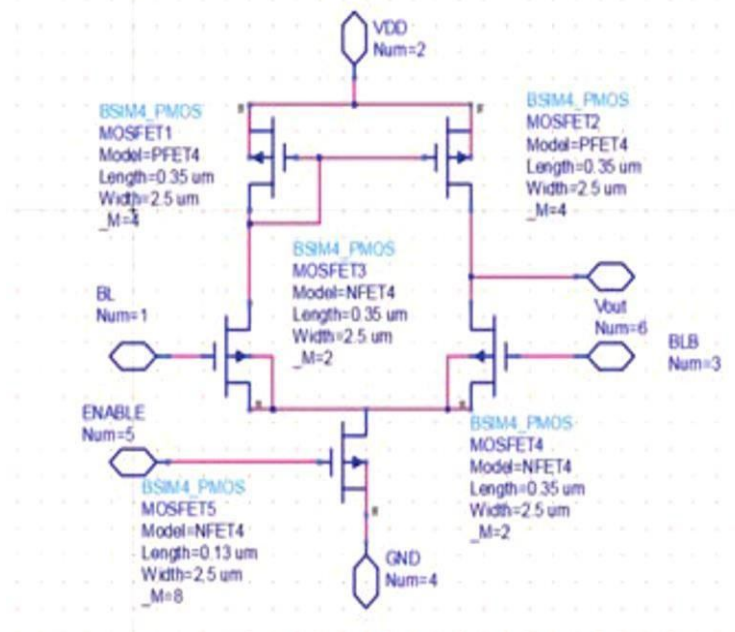 VDD
Num=2
BSIM4_PMOS
MOSFET1
Model=PFET4
Length=0.35 um
Width=2.5 um
_M=4
BSIM4_PMOS
MOSFET2
Model=PFET4
Length=0.35 um
Width=2.5 um
_M=4
BSIM4_PMOS
MOSFET3
Model=NFET4
Length=0.35 um
Width=2.5 um
_M=2
BL
Num=1
Vout
Num=6
BLB
Num=3
ENABLE
Num=5
BSIM4_PMOS
MOSFET4
Model=NFET4
Length=0.35 um
Width=2.5 um
_M=2
BSIM4_PMOS
MOSFET5
Model=NFET4
Length=0.13 um
Width=2.5 um
_M=8
GND
Num=4